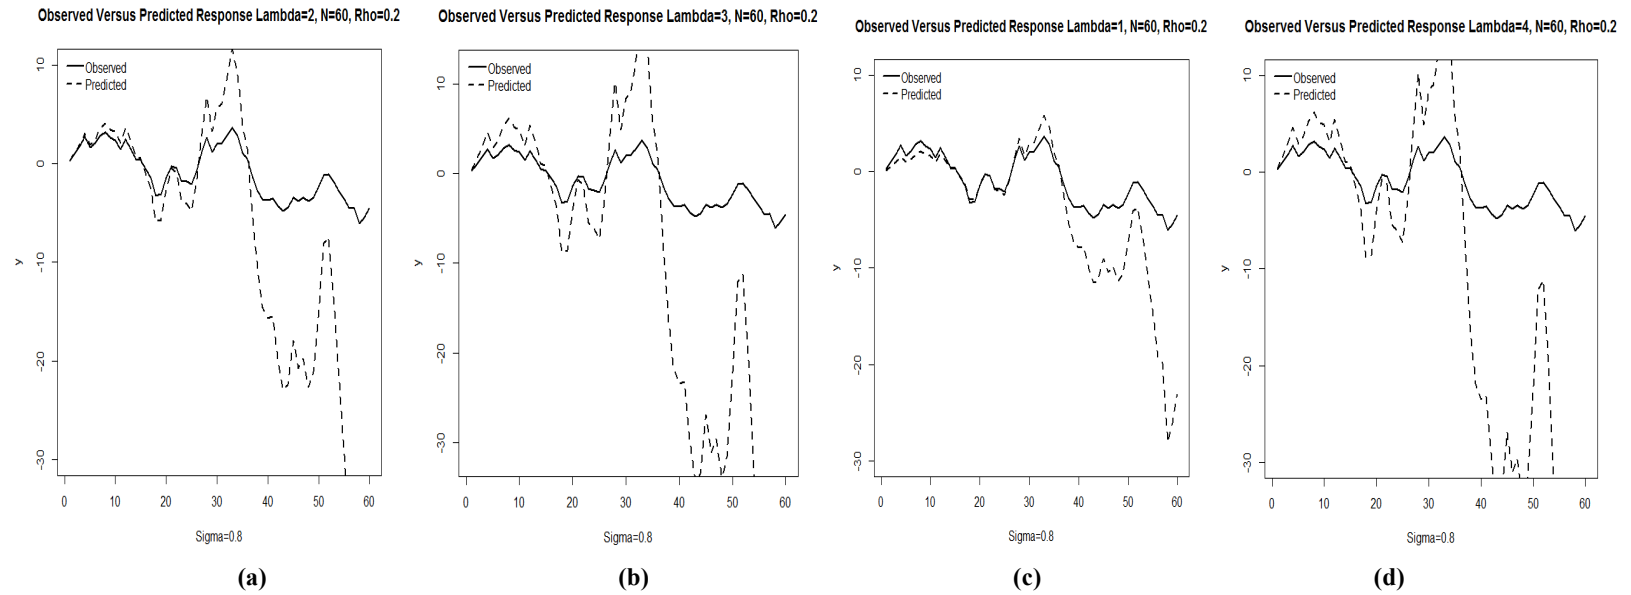 Observed Versus Predicted Response Lambda=2, N=60, Rho=0.2
Observed
Predicted
10
0
-10
-20
-30
y
0 10 20 30 40 50 60
Sigma=0.8
(a)
Observed Versus Predicted Response Lambda=3, N=60, Rho=0.2
Observed
Predicted
10
0
-10
-20
-30
y
0 10 20 30 40 50 60
Sigma=0.8
(b)
Observed Versus Predicted Response Lambda=1, N=60, Rho=0.2
Observed
Predicted
10
0
-10
-20
-30
y
0 10 20 30 40 50 60
Sigma=0.8
(c)
Observed Versus Predicted Response Lambda=4, N=60, Rho=0.2
Observed
Predicted
10
0
-10
-20
-30
y
0 10 20 30 40 50 60
Sigma=0.8
(d)